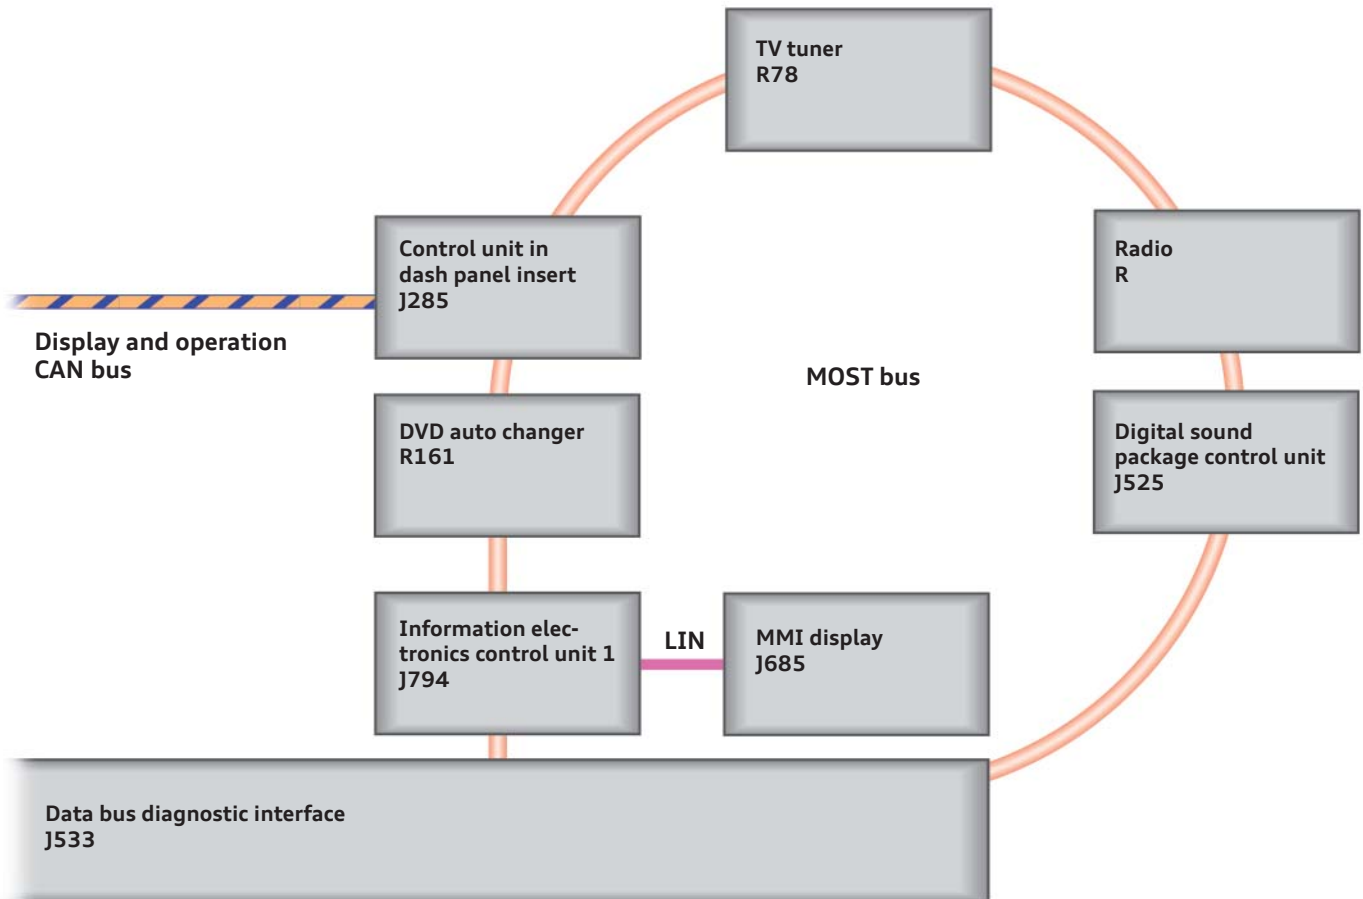 TV tuner
R78
Control unit in
dash panel insert
J285
Radio
R
Display and operation
CAN bus
MOST bus
DVD auto changer
R161
Digital sound
package control unit
J525
Information elec-
tronics control unit 1
J794
LIN
MMI display
J685
Data bus diagnostic interface
J533